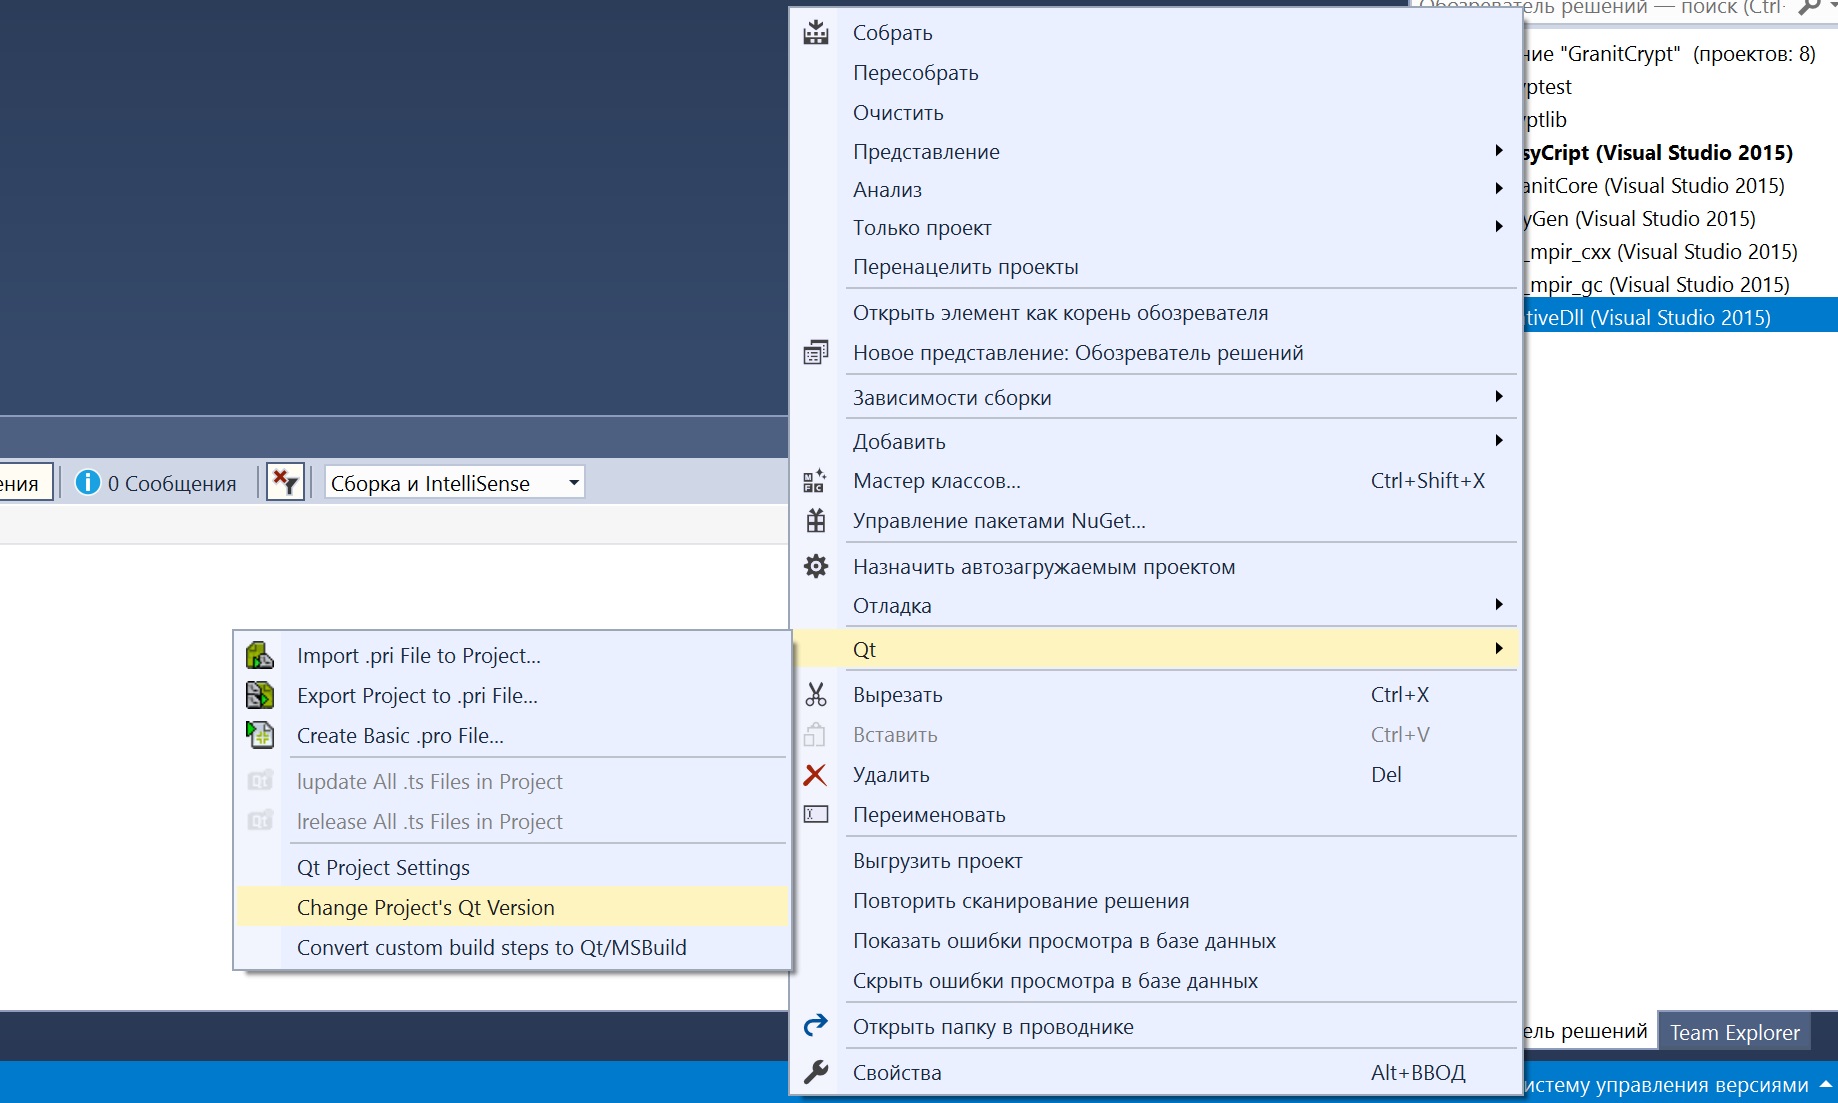 Обозреватель решений — поиск (Ctrl-
ние "GranitCrypt" (проектов: 8)
yptest
yptlib
syCript (Visual Studio 2015)
anitCore (Visual Studio 2015)
yGen (Visual Studio 2015)
_mpir_cxx (Visual Studio 2015)
_mpir_gc (Visual Studio 2015)
itiveDll (Visual Studio 2015)
Собрать
Пересобрать
Очистить
Представление
Анализ
Только проект
Перенацелить проекты
Открыть элемент как корень обозревателя
Новое представление: Обозреватель решений
Зависимости сборки
Добавить
Мастер классов... Ctrl+Shift+X
Управление пакетами NuGet...
Назначить автозагружаемым проектом
Отладка
Qt
Вырезать Ctrl+X
Вставить Ctrl+V
Удалить Del
Переименовать
Выгрузить проект
Повторить сканирование решения
Показать ошибки просмотра в базе данных
Скрыть ошибки просмотра в базе данных
Открыть папку в проводнике
Свойства Alt+ВВОД
ения 0 Сообщения Сборка и IntelliSense
Import .pri File to Project...
Export Project to .pri File...
Create Basic .pro File...
lupdate All .ts Files in Project
lrelease All .ts Files in Project
Qt Project Settings
Change Project's Qt Version
Convert custom build steps to Qt/MSBuild
ель решений Team Explorer
истему управления версиями